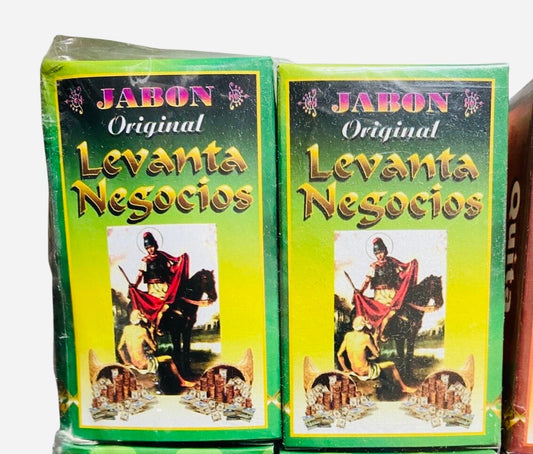 JABON
Original
Levanta
Negocios
JABON
Original
Levanta
Negocios
Quita